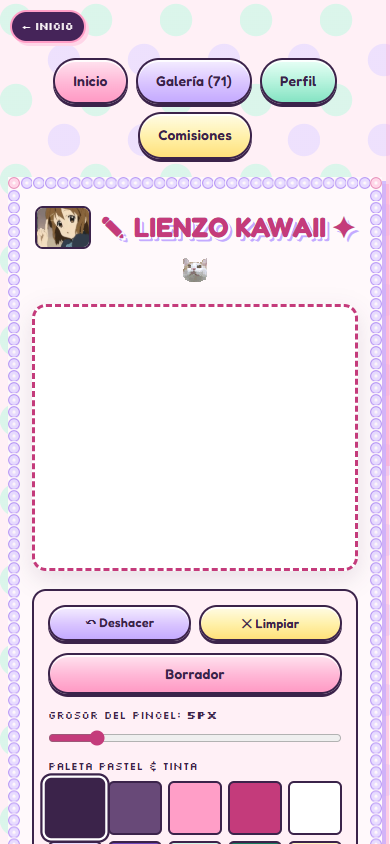 ← INICIO
Inicio
Galería (71)
Perfil
Comisiones
✏️ LIENZO KAWAII ✦
↶ Deshacer
✕ Limpiar
Borrador
GROSOR DEL PINCEL: 5PX
PALETA PASTEL & TINTA